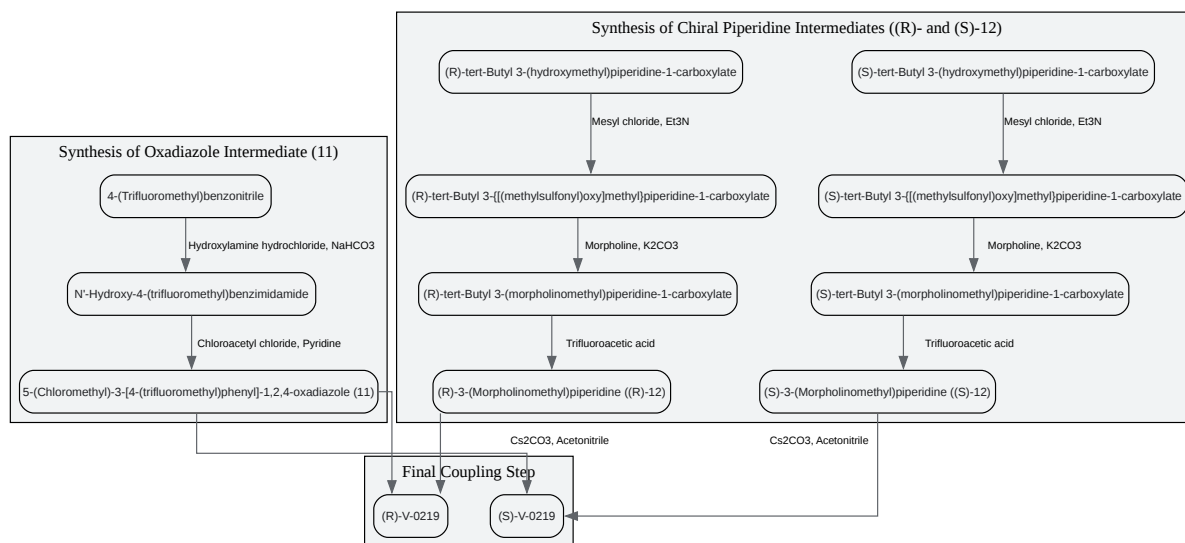 Synthesis of Chiral Piperidine Intermediates ((R)- and (S)-12)
(R)-tert-Butyl 3-(hydroxymethyl)piperidine-1-carboxylate
(S)-tert-Butyl 3-(hydroxymethyl)piperidine-1-carboxylate
Mesyl chloride, Et3N
Mesyl chloride, Et3N
Synthesis of Oxadiazole Intermediate (11)
4-(Trifluoromethyl)benzonitrile
(R)-tert-Butyl 3-{[(methylsulfonyl)oxy]methyl}piperidine-1-carboxylate
(S)-tert-Butyl 3-{[(methylsulfonyl)oxy]methyl}piperidine-1-carboxylate
Hydroxylamine hydrochloride, NaHCO3
Morpholine, K2CO3
Morpholine, K2CO3
N'-Hydroxy-4-(trifluoromethyl)benzimidamide
(R)-tert-Butyl 3-(morpholinomethyl)piperidine-1-carboxylate
(S)-tert-Butyl 3-(morpholinomethyl)piperidine-1-carboxylate
Chloroacetyl chloride, Pyridine
Trifluoroacetic acid
Trifluoroacetic acid
5-(Chloromethyl)-3-[4-(trifluoromethyl)phenyl]-1,2,4-oxadiazole (11)
(R)-3-(Morpholinomethyl)piperidine ((R)-12)
(S)-3-(Morpholinomethyl)piperidine ((S)-12)
Cs2CO3, Acetonitrile
Cs2CO3, Acetonitrile
Final Coupling Step
(R)-V-0219
(S)-V-0219